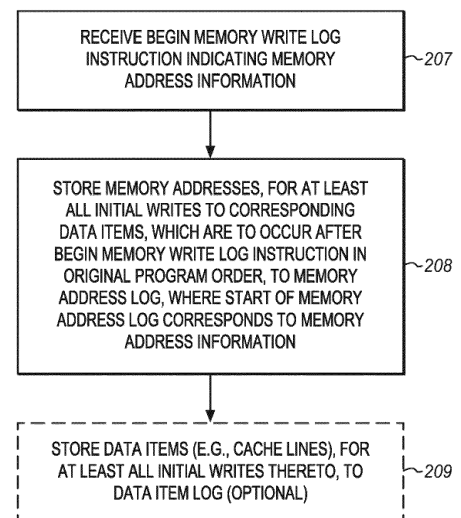 RECEIVE BEGIN MEMORY WRITE LOG
INSTRUCTION INDICATING MEMORY
ADDRESS INFORMATION
207
STORE MEMORY ADDRESSES, FOR AT LEAST
ALL INITIAL WRITES TO CORRESPONDING
DATA ITEMS, WHICH ARE TO OCCUR AFTER
BEGIN MEMORY WRITE LOG INSTRUCTION IN
ORIGINAL PROGRAM ORDER, TO MEMORY
ADDRESS LOG, WHERE START OF MEMORY
ADDRESS LOG CORRESPONDS TO MEMORY
ADDRESS INFORMATION
208
STORE DATA ITEMS (E.G., CACHE LINES), FOR
AT LEAST ALL INITIAL WRITES THERETO, TO
DATA ITEM LOG (OPTIONAL)
209